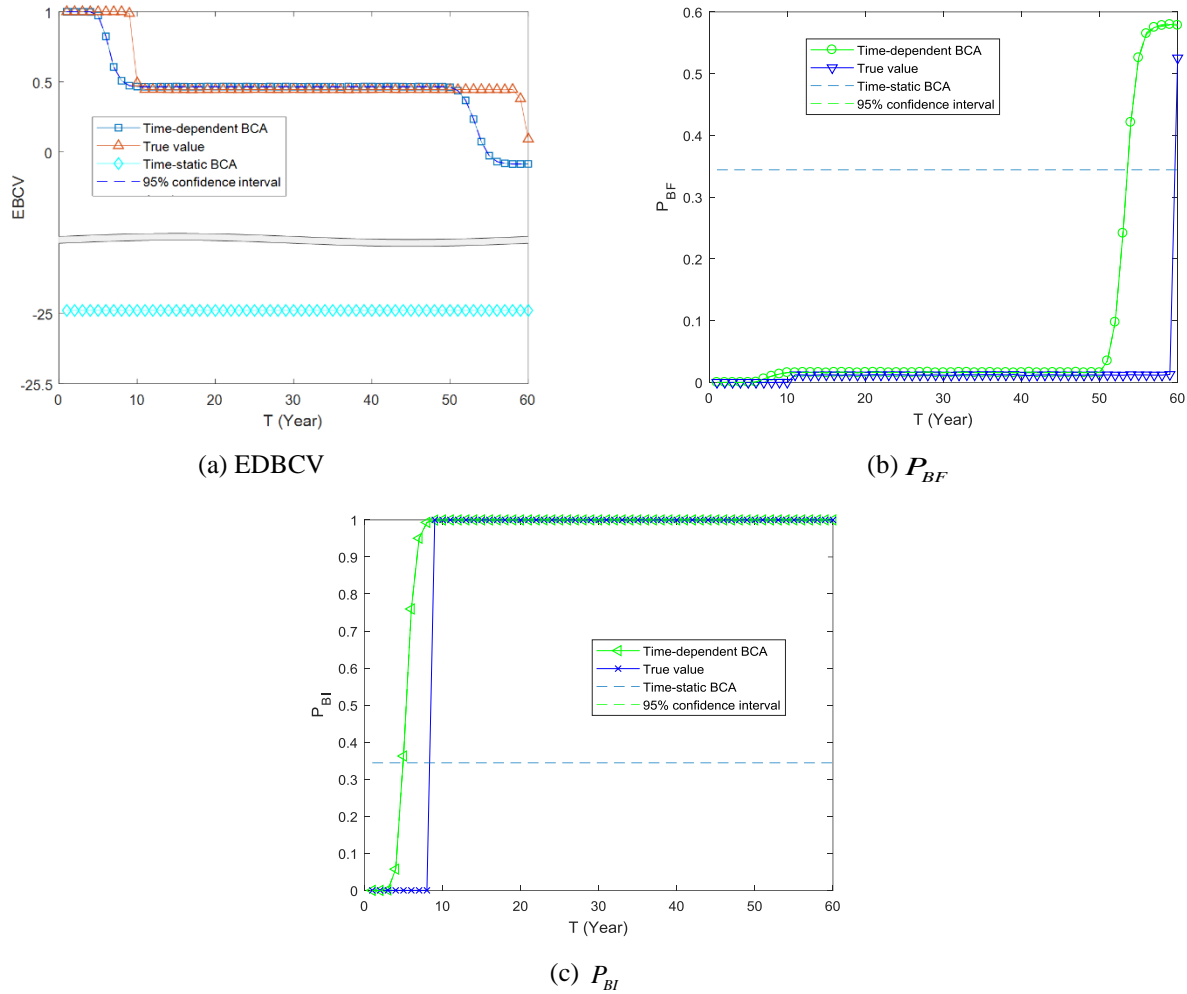 1
0.5
0
-25
-25.5
EBCV
Time-dependent BCA
True value
Time-static BCA
95% confidence interval
0
10
20
30
40
50
60
T (Year)
(a) EDBCV
0.6
0.5
0.4
0.3
0.2
0.1
0
P_BF
Time-dependent BCA
True value
Time-static BCA
95% confidence interval
0
10
20
30
40
50
60
T (Year)
(b) P_BF
1
0.9
0.8
0.7
0.6
0.5
0.4
0.3
0.2
0.1
0
P_BI
Time-dependent BCA
True value
Time-static BCA
95% confidence interval
0
10
20
30
40
50
60
T (Year)
(c) P_BI